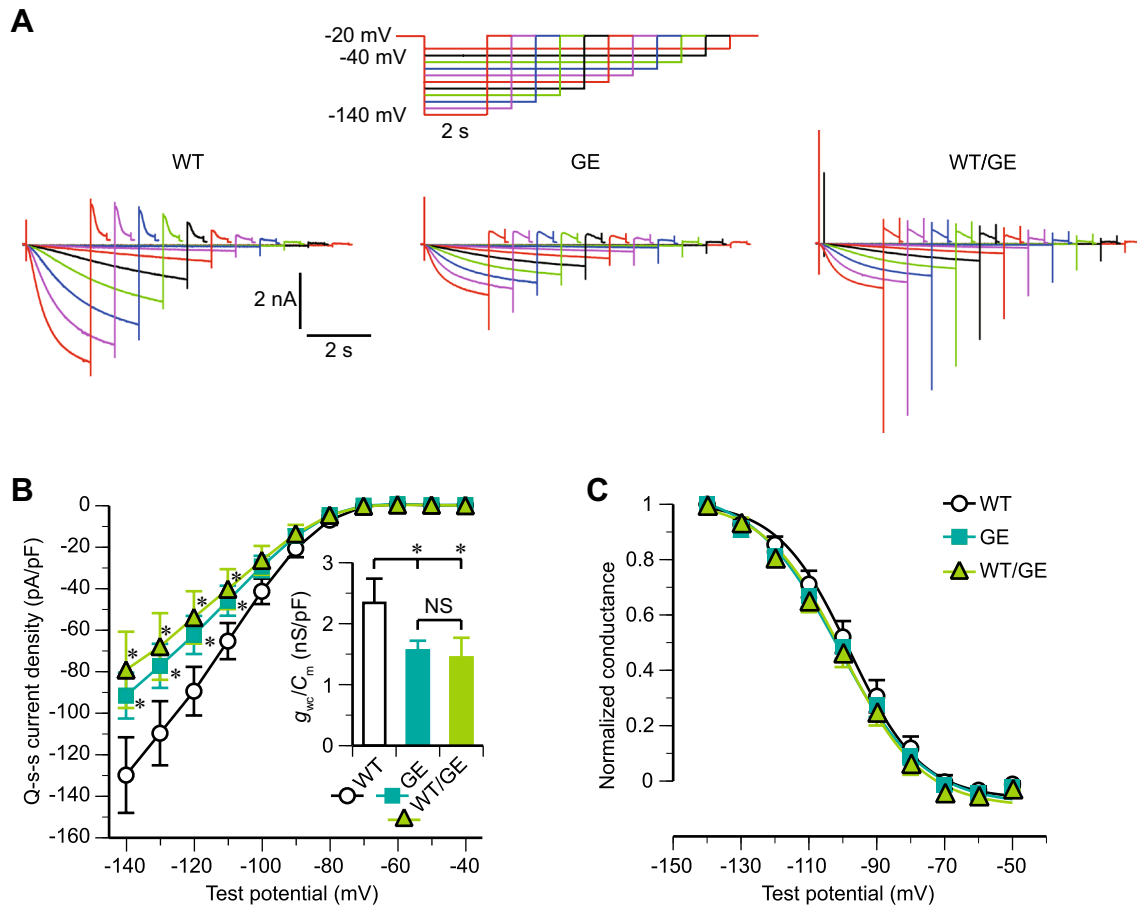 A
-20 mV
-40 mV
-140 mV
2 s
WT
GE
WT/GE
2 nA
2 s
B
Q-s-s current density (pA/pF)
0
-20
-40
-60
-80
-100
-120
-140
-160
-140
-120
-100
-80
-60
-40
Test potential (mV)
* * * *
* * * *
gwc/Cm (nS/pF)
3
2
1
0
* *
NS
WT
GE
WT/GE
C
Normalized conductance
1
0.8
0.6
0.4
0.2
0
-150
-130
-110
-90
-70
-50
Test potential (mV)
WT
GE
WT/GE